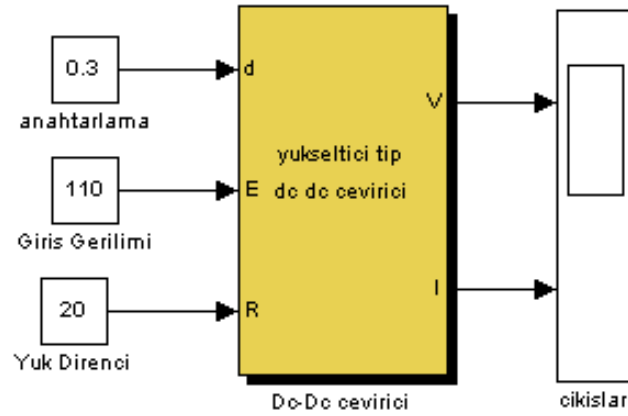 0.3
d
anahtarlama
V
yukseltici tip
dc dc cevirici
110
E
Giris Gerilimi
I
20
R
Yuk Direnci
Dc-Dc cevirici
cikislar